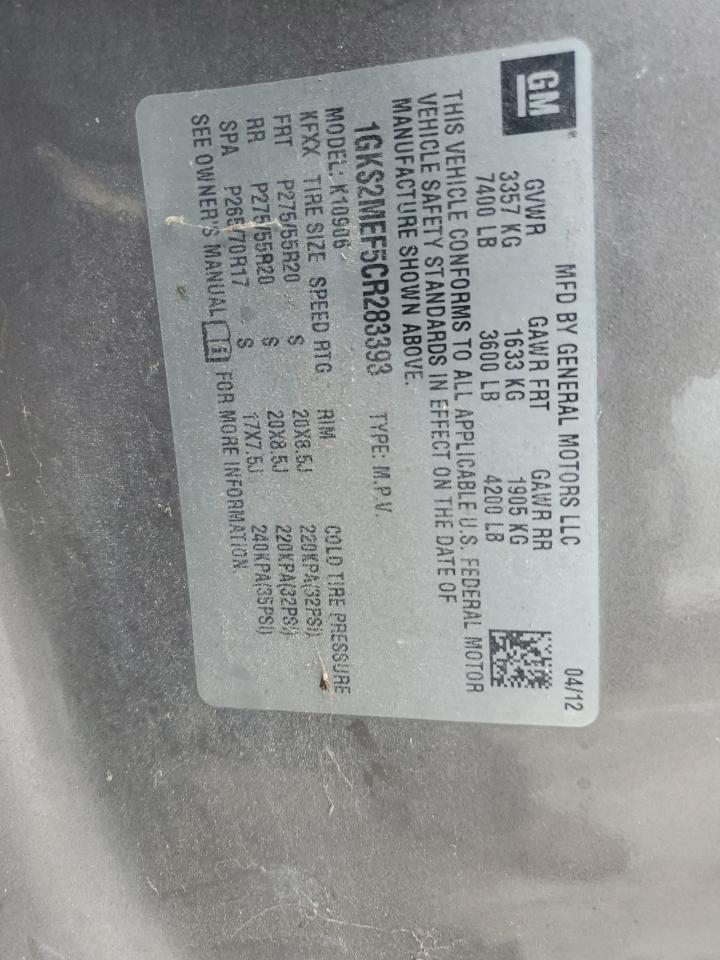 GM
®
MFD BY GENERAL MOTORS LLC 04/12
GVWR GAWR FRT GAWR RR
3357 KG 1633 KG 1905 KG
7400 LB 3600 LB 4200 LB
THIS VEHICLE CONFORMS TO ALL APPLICABLE U.S. FEDERAL MOTOR
VEHICLE SAFETY STANDARDS IN EFFECT ON THE DATE OF
MANUFACTURE SHOWN ABOVE.
1GKS2MEF5CR283393 TYPE: M.P.V.
MODEL: K10906
KFXX TIRE SIZE SPEED RTG RIM COLD TIRE PRESSURE
FRT P275/55R20 S 20X8.5J 220KPA(32PSI)
RR P275/55R20 S 20X8.5J 220KPA(32PSI)
SPA P265/70R17 S 17X7.5J 240KPA(35PSI)
SEE OWNER'S MANUAL FOR MORE INFORMATION.